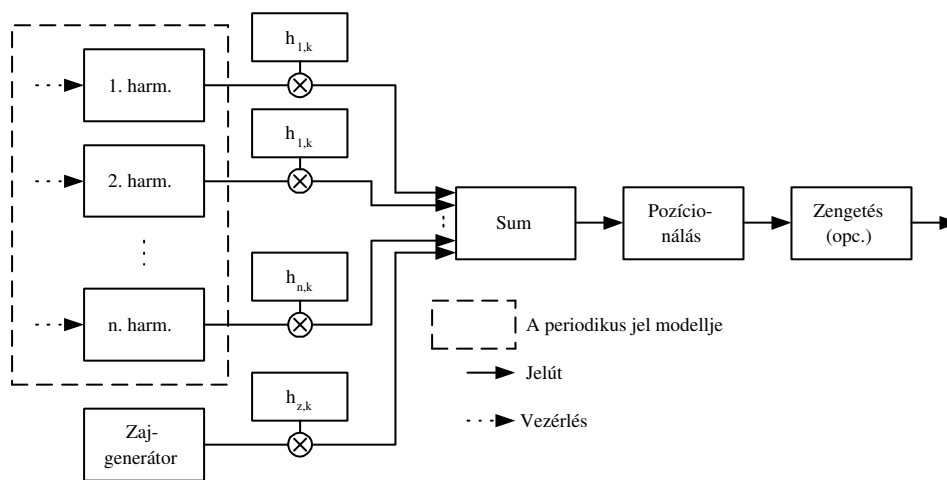 h1,k
1. harm.
h1,k
2. harm.
Sum
Pozício-
nálás
Zengetés
(opc.)
hn,k
n. harm.
A periodikus jel modellje
Jelút
hz,k
Vezérlés
Zaj-
generátor